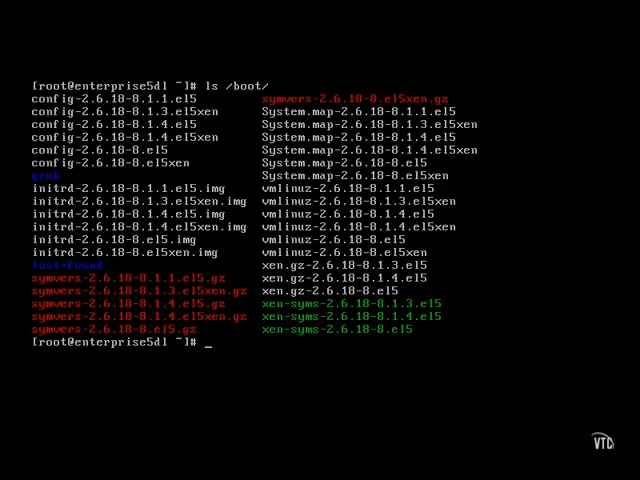 [root@enterprise5dl ~]# ls /boot/
config-2.6.18-8.1.1.el5 symvers-2.6.18-8.el5xen.gz
config-2.6.18-8.1.3.el5xen System.map-2.6.18-8.1.1.el5
config-2.6.18-8.1.4.el5 System.map-2.6.18-8.1.3.el5xen
config-2.6.18-8.1.4.el5xen System.map-2.6.18-8.1.4.el5
config-2.6.18-8.el5 System.map-2.6.18-8.1.4.el5xen
config-2.6.18-8.el5xen System.map-2.6.18-8.el5
grub System.map-2.6.18-8.el5xen
initrd-2.6.18-8.1.1.el5.img vmlinuz-2.6.18-8.1.1.el5
initrd-2.6.18-8.1.3.el5xen.img vmlinuz-2.6.18-8.1.3.el5xen
initrd-2.6.18-8.1.4.el5.img vmlinuz-2.6.18-8.1.4.el5
initrd-2.6.18-8.1.4.el5xen.img vmlinuz-2.6.18-8.1.4.el5xen
initrd-2.6.18-8.el5.img vmlinuz-2.6.18-8.el5
initrd-2.6.18-8.el5xen.img vmlinuz-2.6.18-8.el5xen
lost+found xen.gz-2.6.18-8.1.3.el5
symvers-2.6.18-8.1.1.el5.gz xen.gz-2.6.18-8.1.4.el5
symvers-2.6.18-8.1.3.el5xen.gz xen.gz-2.6.18-8.el5
symvers-2.6.18-8.1.4.el5.gz xen-syms-2.6.18-8.1.3.el5
symvers-2.6.18-8.1.4.el5xen.gz xen-syms-2.6.18-8.1.4.el5
symvers-2.6.18-8.el5.gz xen-syms-2.6.18-8.el5
[root@enterprise5dl ~]# _
VTC